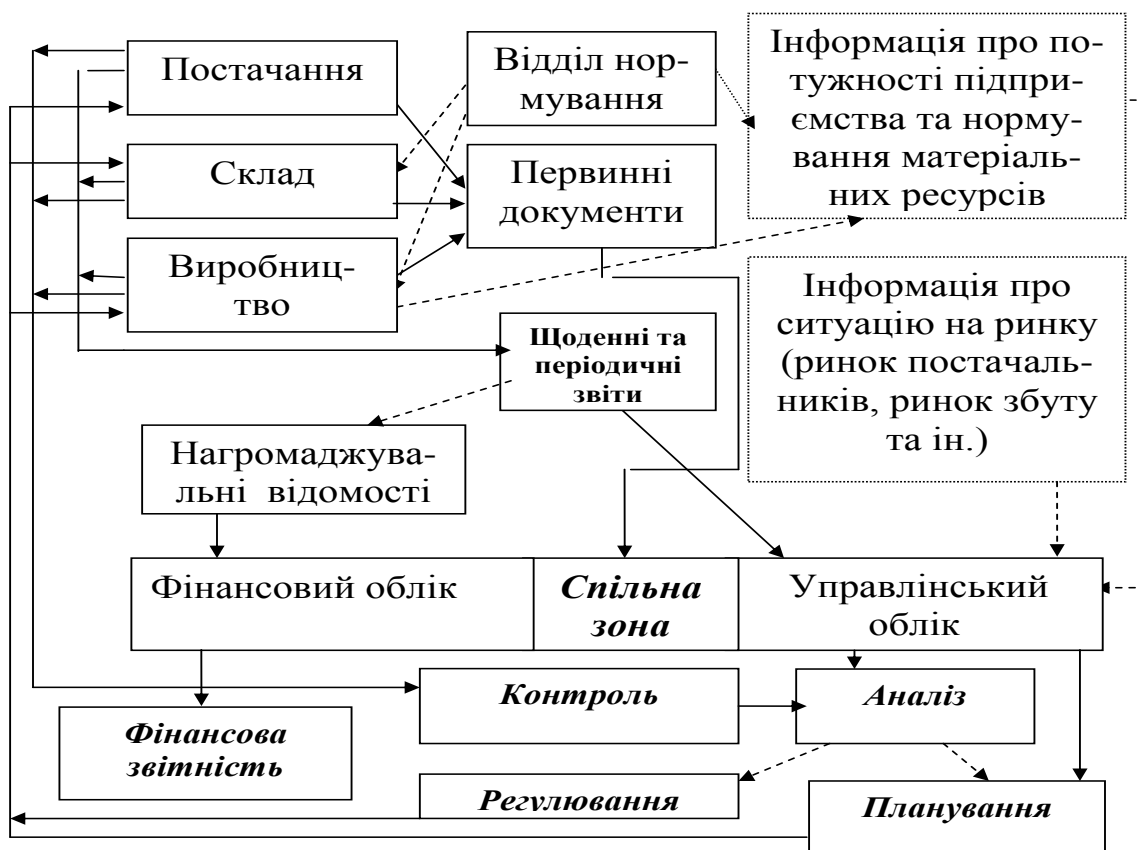 Постачання
Відділ нор-
мування
Інформація про по-
тужності підпри-
ємства та норму-
вання матеріаль-
них ресурсів
Склад
Первинні
документи
Виробниц-
тво
Інформація про
ситуацію на ринку
(ринок постачаль-
ників, ринок збуту
та ін.)
Щоденні та
періодичні
звіти
Нагромаджува-
льні відомості
Фінансовий облік
Спільна
зона
Управлінський
облік
Контроль
Аналіз
Фінансова
звітність
Регулювання
Планування